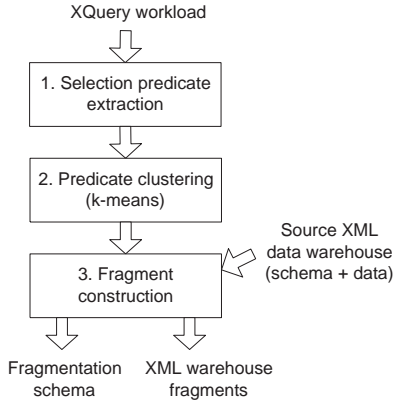 XQuery workload
1. Selection predicate
extraction
2. Predicate clustering
(k-means)
Source XML
data warehouse
(schema + data)
3. Fragment
construction
Fragmentation
schema
XML warehouse
fragments